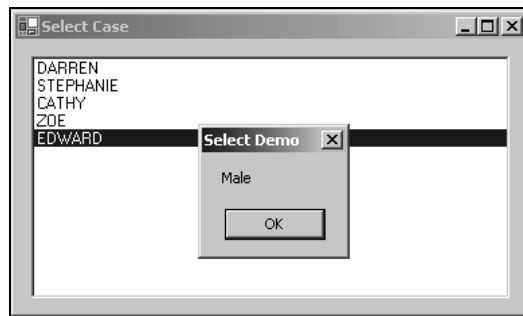 Select Case
DARREN
STEPHANIE
CATHY
ZOE
EDWARD
Select Demo
Male
OK